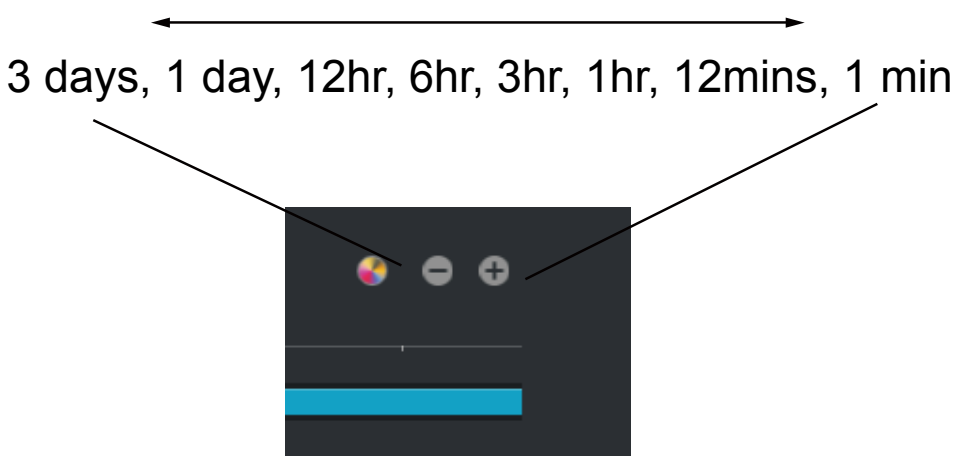 3 days, 1 day, 12hr, 6hr, 3hr, 1hr, 12mins, 1 min